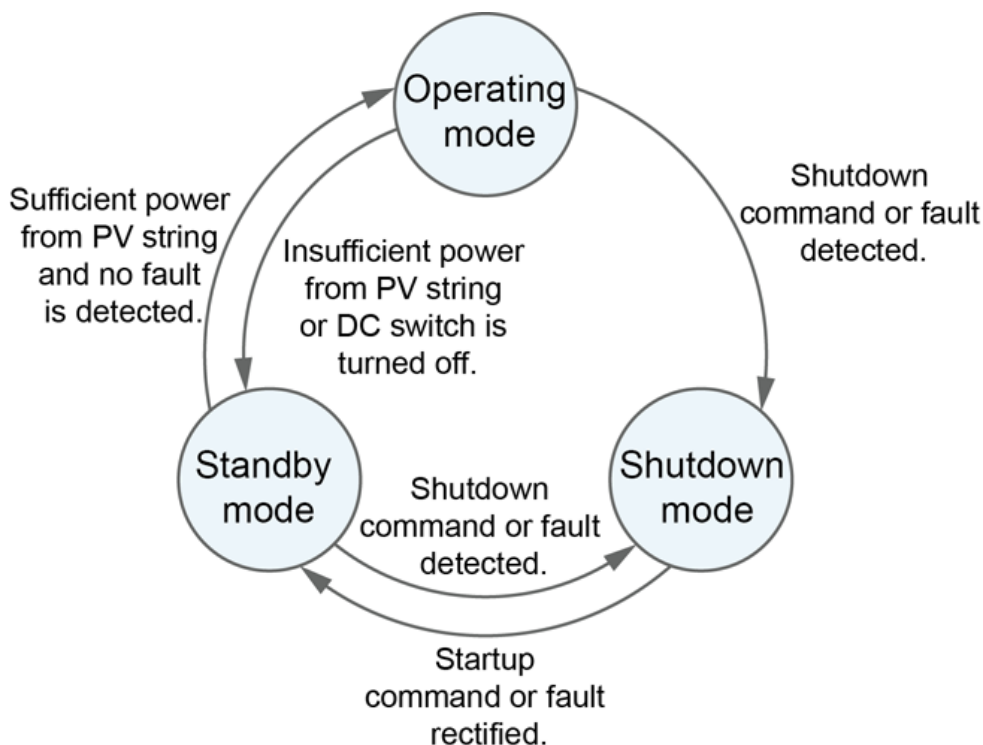 Operating
mode
Sufficient power
from PV string
and no fault
is detected.
Insufficient power
from PV string
or DC switch is
turned off.
Shutdown
command or fault
detected.
Standby
mode
Shutdown
command or fault
detected.
Shutdown
mode
Startup
command or fault
rectified.